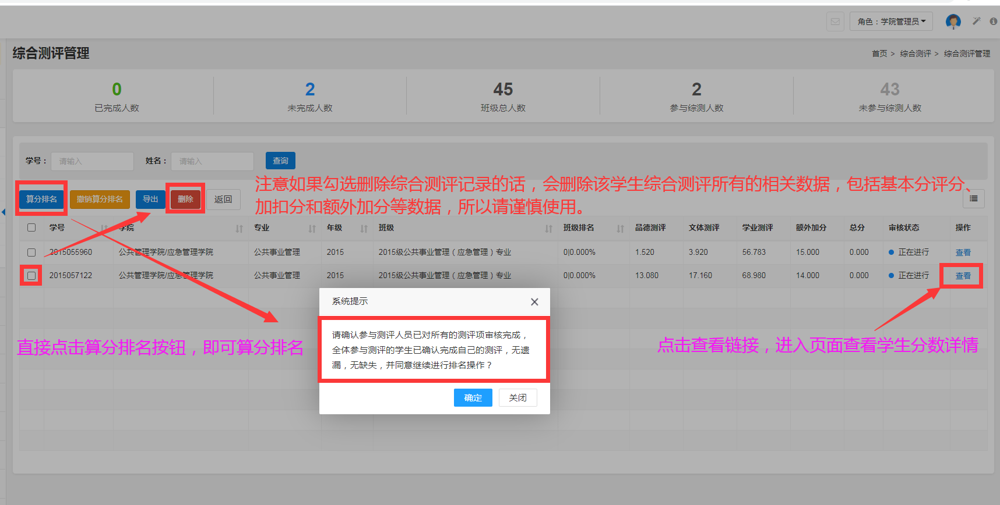 角色：学院管理员
综合测评管理
首页 > 综合测评 > 综合测评管理
0 2 45 2 43
已完成人数 未完成人数 班级总人数 参与综测人数 未参与综测人数
学号： 请输入 姓名： 请输入 查询
注意如果勾选删除综合测评记录的话，会删除该学生综合测评所有的相关数据，包括基本分评分、
加扣分和额外加分等数据，所以请谨慎使用。
算分排名 撤销算分排名 导出 删除 返回
学号 学院 专业 年级 班级 班级排名 品德测评 文体测评 学业测评 额外加分 总分 审核状态 操作
2015055960 公共管理学院/应急管理学院 公共事业管理 2015 2015级公共事业管理（应急管理）专业 0|0.000% 1.520 3.920 56.783 15.000 0.000 正在进行 查看
2015057122 公共管理学院/应急管理学院 公共事业管理 2015 2015级公共事业管理（应急管理）专业 0|0.000% 13.080 17.160 68.980 14.000 0.000 正在进行 查看
系统提示
请确认参与测评人员已对所有的测评项审核完成，
全体参与测评的学生已确认完成自己的测评，无遗
漏，无缺失，并同意继续进行排名操作？
确定 关闭
直接点击算分排名按钮，即可算分排名
点击查看链接，进入页面查看学生分数详情